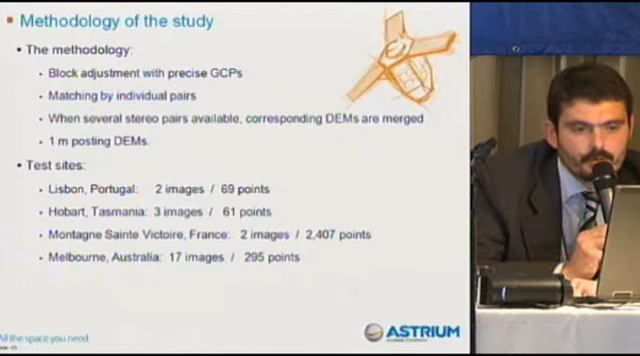 Methodology of the study
• The methodology:
• Block adjustment with precise GCPs
• Matching by individual pairs
• When several stereo pairs available, corresponding DEMs are merged
• 1 m posting DEMs
• Test sites:
• Lisbon, Portugal: 2 images / 69 points
• Hobart, Tasmania: 3 images / 61 points
• Montagne Sainte Victoire, France: 2 images / 2,407 points
• Melbourne, Australia: 17 images / 295 points
All the space you need
ASTRIUM